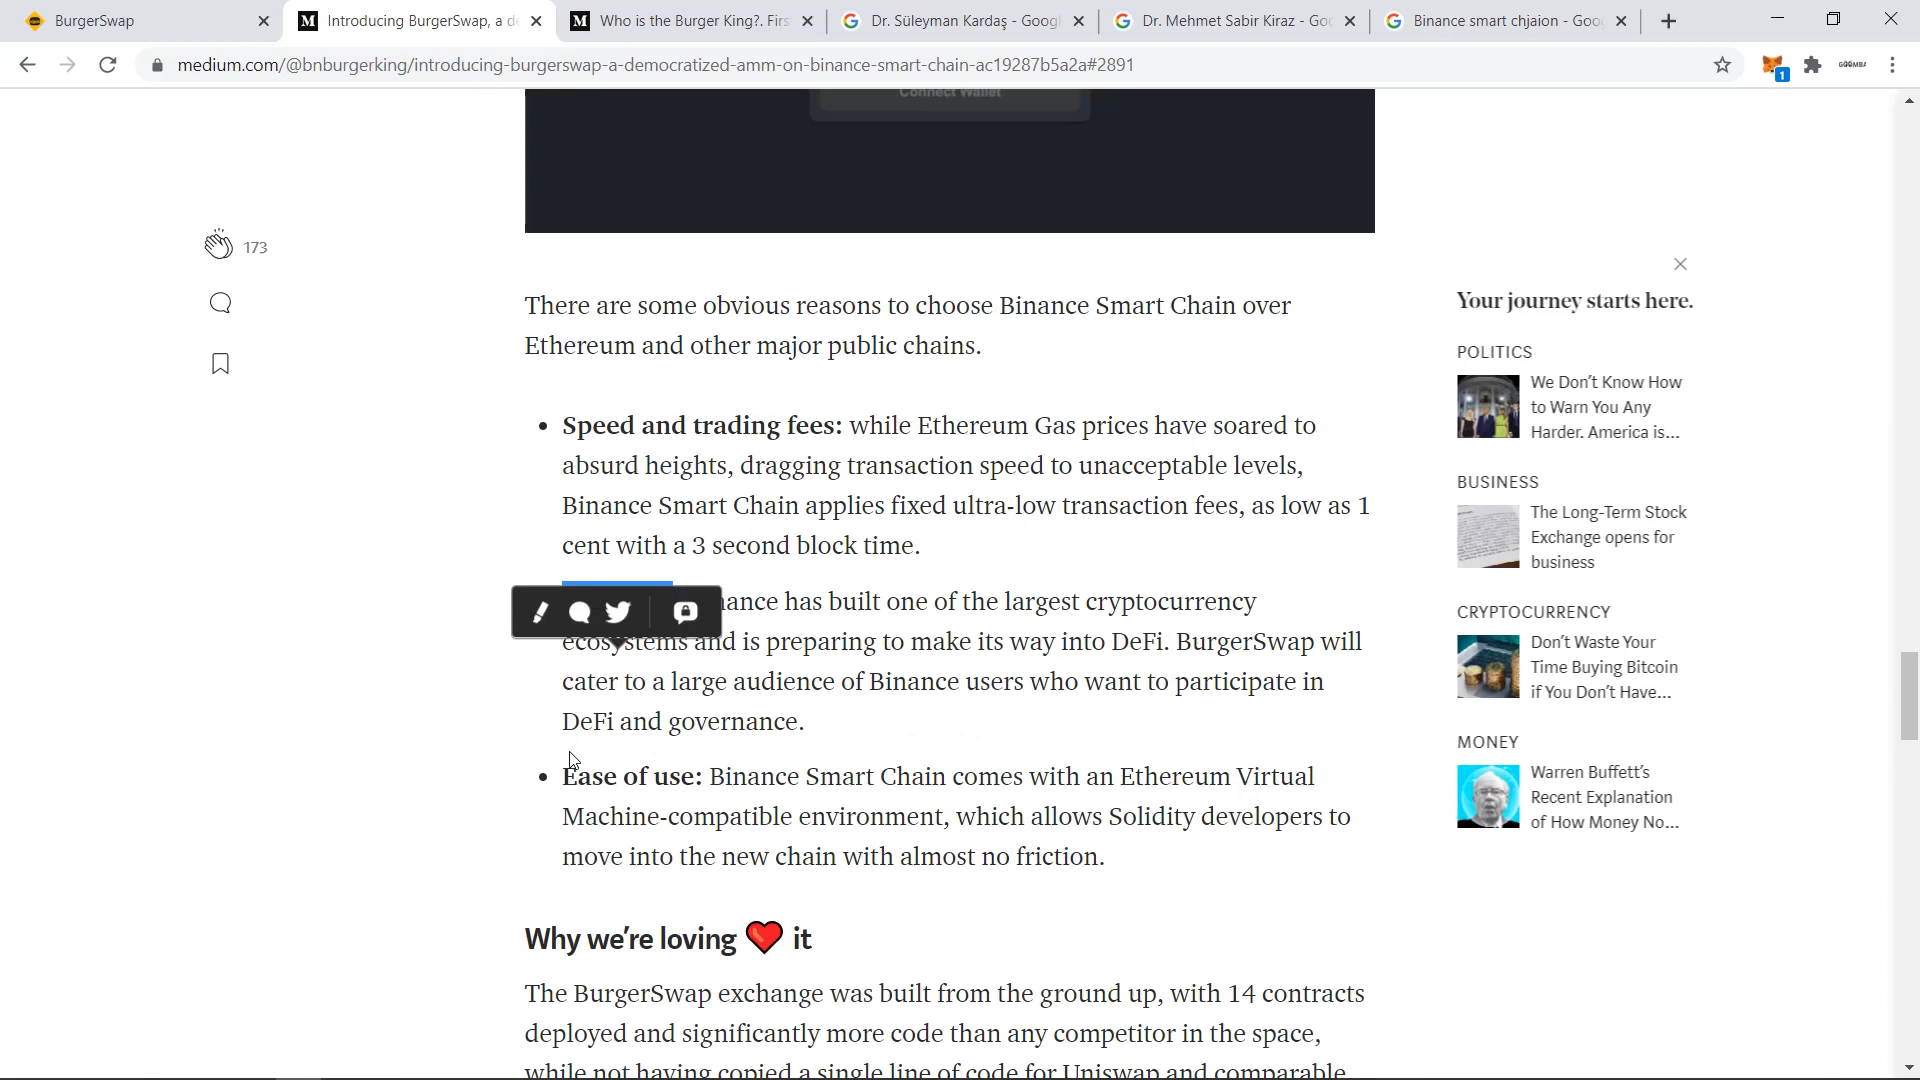 BurgerSwap
Introducing BurgerSwap, a de
Who is the Burger King?. Firs
Dr. Süleyman Kardaş - Googl
Dr. Mehmet Sabir Kiraz - Goo
Binance smart chjaion - Goog
medium.com/@bnburgerking/introducing-burgerswap-a-democratized-amm-on-binance-smart-chain-ac19287b5a2a#2891
1
Connect Wallet
173
There are some obvious reasons to choose Binance Smart Chain over
Ethereum and other major public chains.
• Speed and trading fees: while Ethereum Gas prices have soared to
absurd heights, dragging transaction speed to unacceptable levels,
Binance Smart Chain applies fixed ultra-low transaction fees, as low as 1
cent with a 3 second block time.
nance has built one of the largest cryptocurrency
ecosystems and is preparing to make its way into DeFi. BurgerSwap will
cater to a large audience of Binance users who want to participate in
DeFi and governance.
• Ease of use: Binance Smart Chain comes with an Ethereum Virtual
Machine-compatible environment, which allows Solidity developers to
move into the new chain with almost no friction.
Why we're loving ❤️ it
The BurgerSwap exchange was built from the ground up, with 14 contracts
deployed and significantly more code than any competitor in the space,
while not having copied a single line of code for Uniswap and comparable
Your journey starts here.
POLITICS
We Don't Know How
to Warn You Any
Harder. America is...
BUSINESS
The Long-Term Stock
Exchange opens for
business
CRYPTOCURRENCY
Don't Waste Your
Time Buying Bitcoin
if You Don't Have...
MONEY
Warren Buffett's
Recent Explanation
of How Money No...